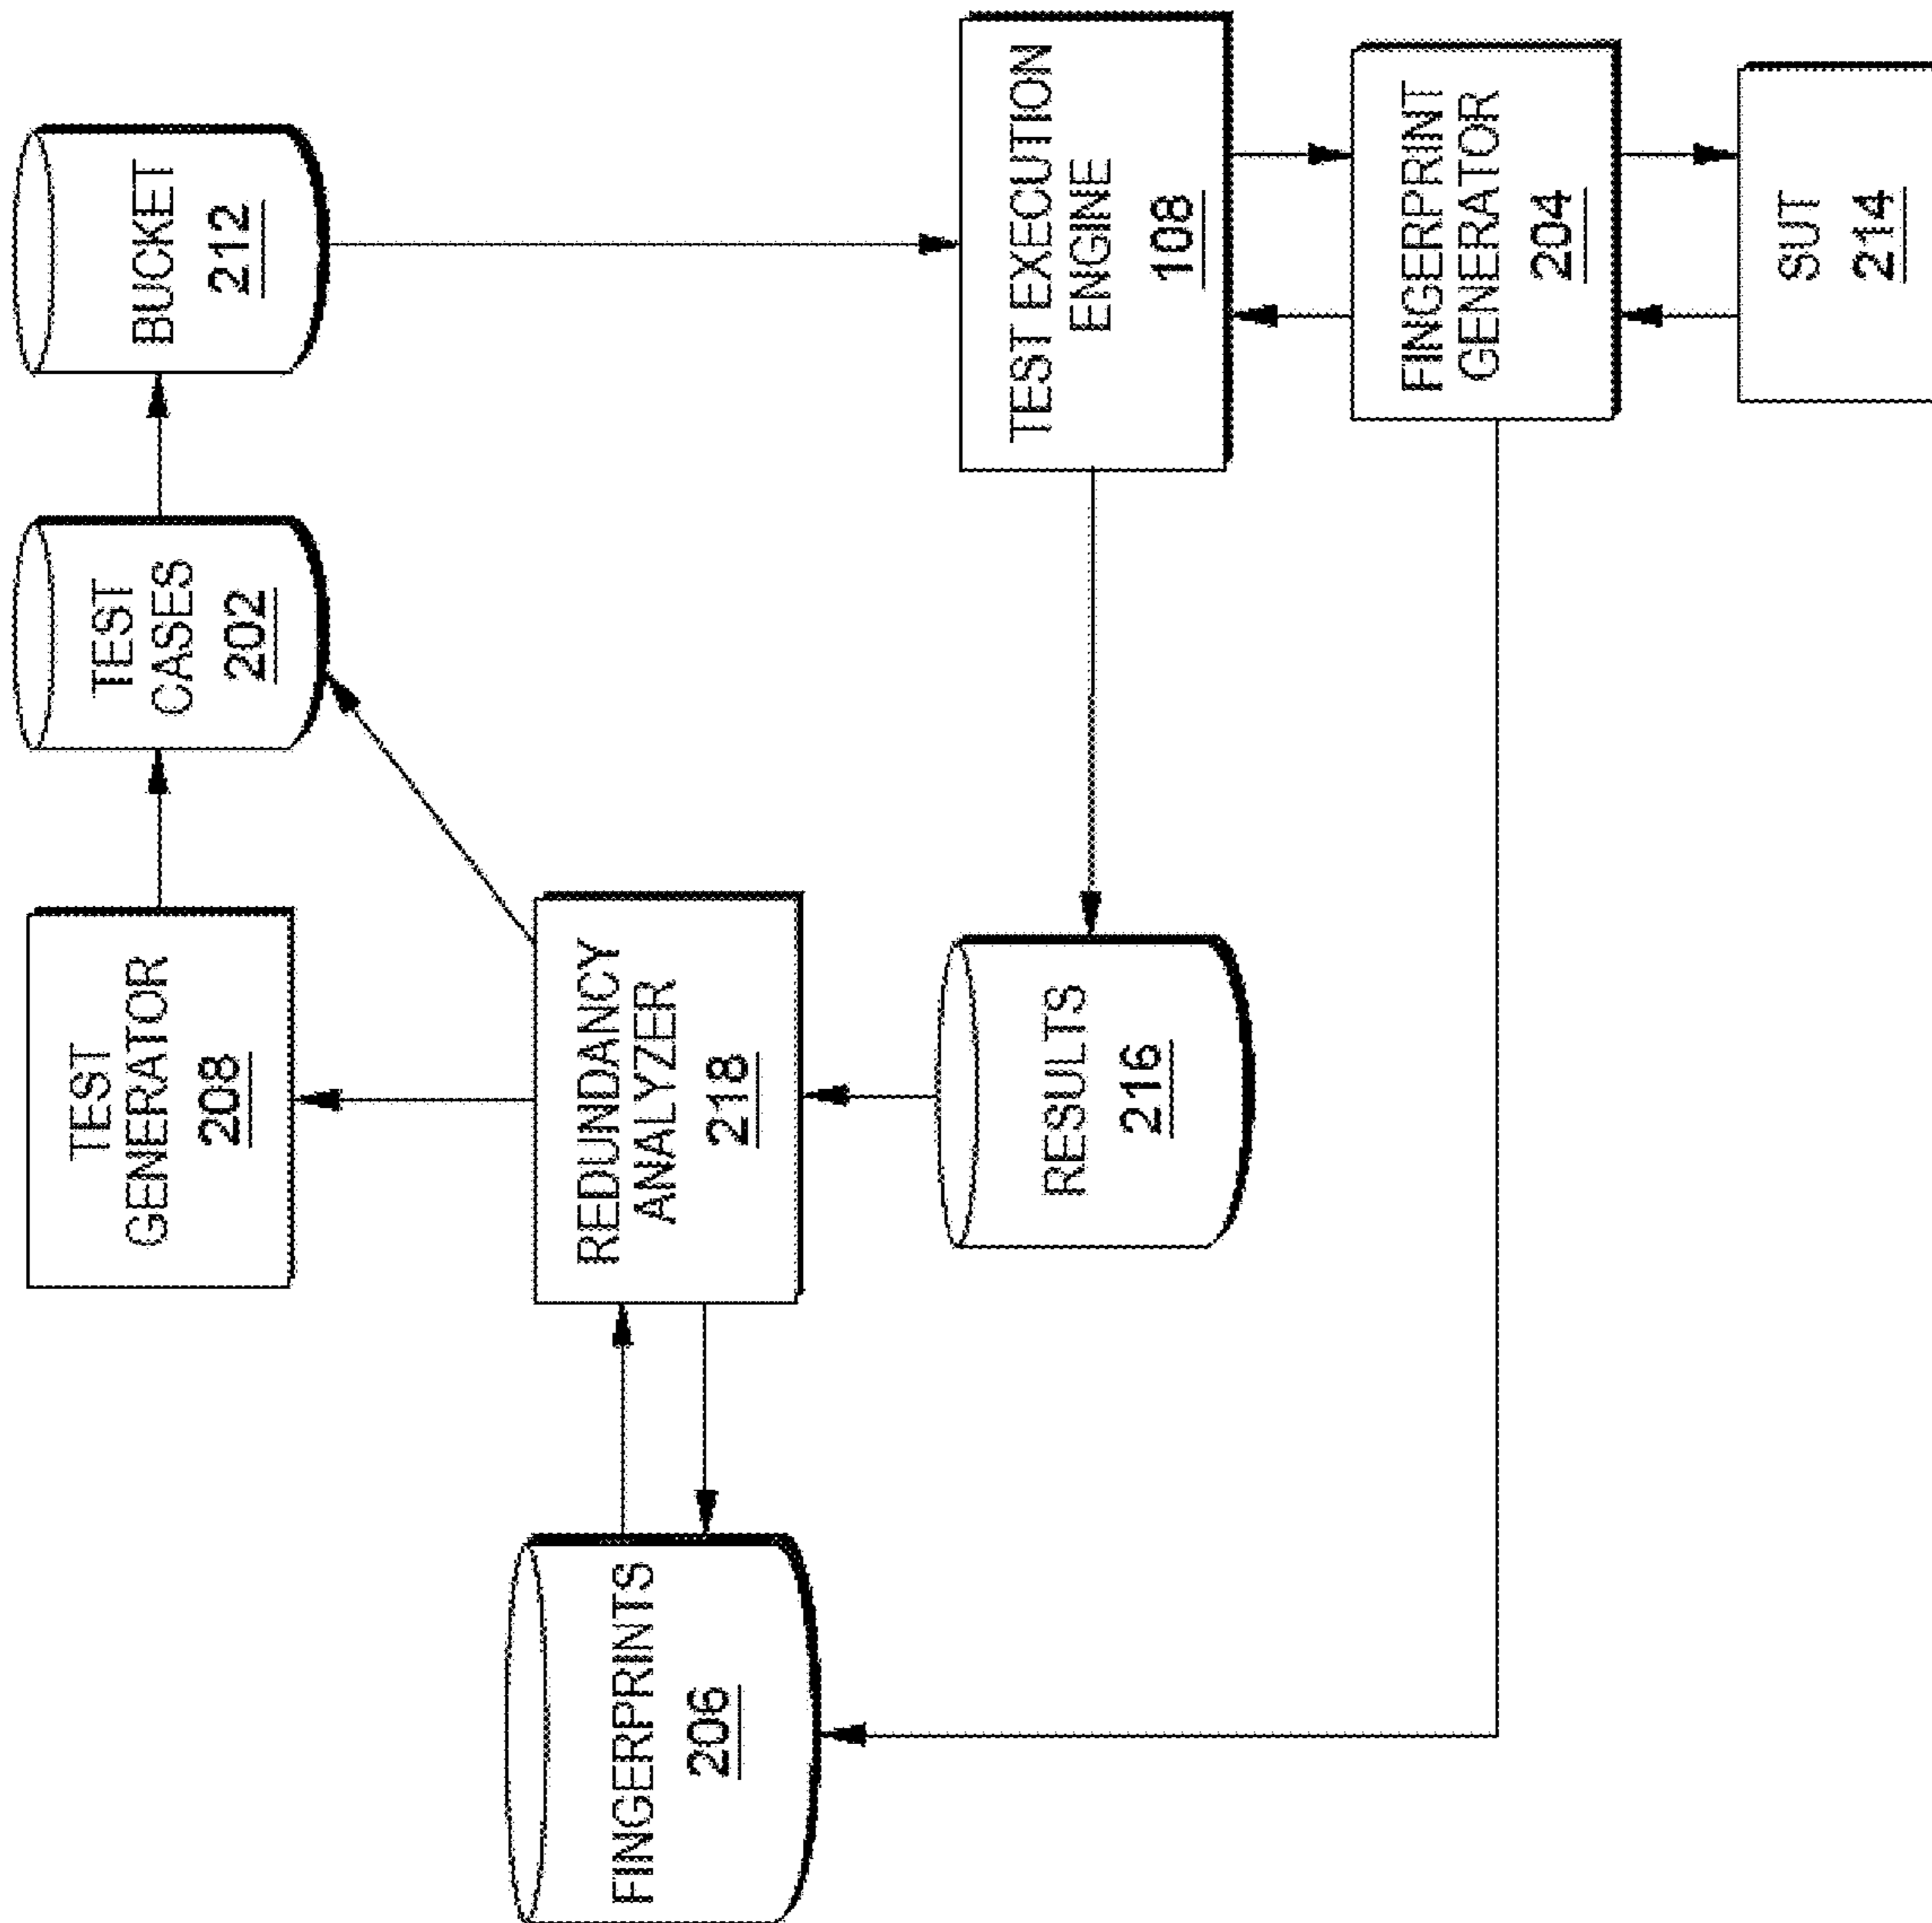 FINGERPRINTS
206
TEST
GENERATOR
208
REDUNDANCY
ANALYZER
218
RESULTS
216
TEST
CASES
202
BUCKET
212
TEST EXECUTION
ENGINE
108
FINGERPRINT
GENERATOR
204
SUT
214